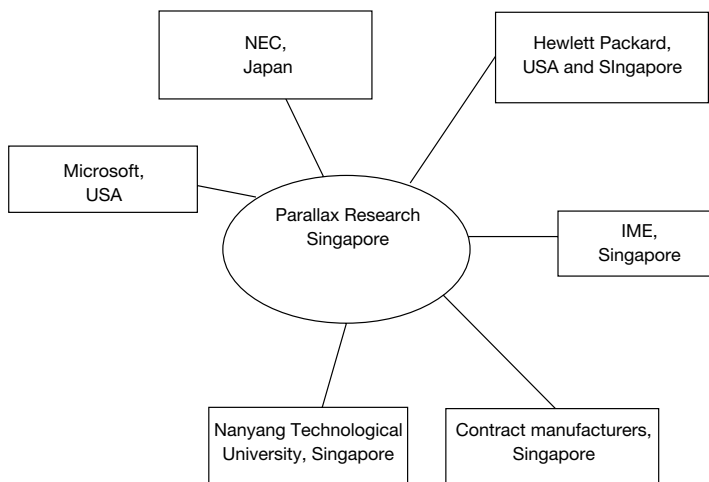 NEC,
Japan
Hewlett Packard,
USA and SIngapore
Microsoft,
USA
Parallax Research
Singapore
IME,
Singapore
Nanyang Technological
University, Singapore
Contract manufacturers,
Singapore